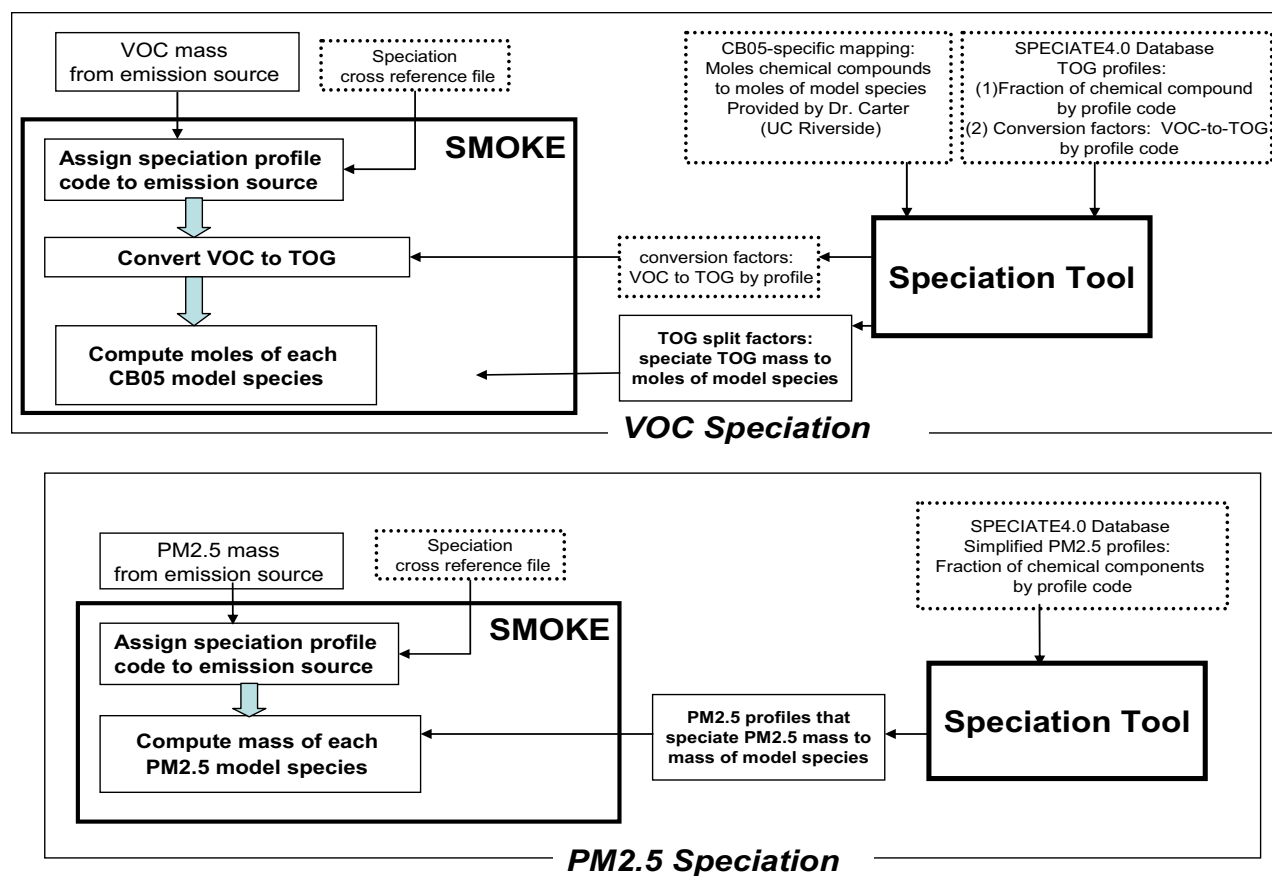 VOC mass
from emission source
Speciation
cross reference file
CB05-specific mapping:
Moles chemical compounds
to moles of model species
Provided by Dr. Carter
(UC Riverside)
SPECIATE4.0 Database
TOG profiles:
(1)Fraction of chemical compound
by profile code
(2) Conversion factors: VOC-to-TOG
by profile code
SMOKE
Assign speciation profile
code to emission source
Convert VOC to TOG
conversion factors:
VOC to TOG by profile
Speciation Tool
Compute moles of each
CB05 model species
TOG split factors:
speciate TOG mass to
moles of model species
VOC Speciation
PM2.5 mass
from emission source
Speciation
cross reference file
SPECIATE4.0 Database
Simplified PM2.5 profiles:
Fraction of chemical components
by profile code
SMOKE
Assign speciation profile
code to emission source
Compute mass of each
PM2.5 model species
PM2.5 profiles that
speciate PM2.5 mass to
mass of model species
Speciation Tool
PM2.5 Speciation